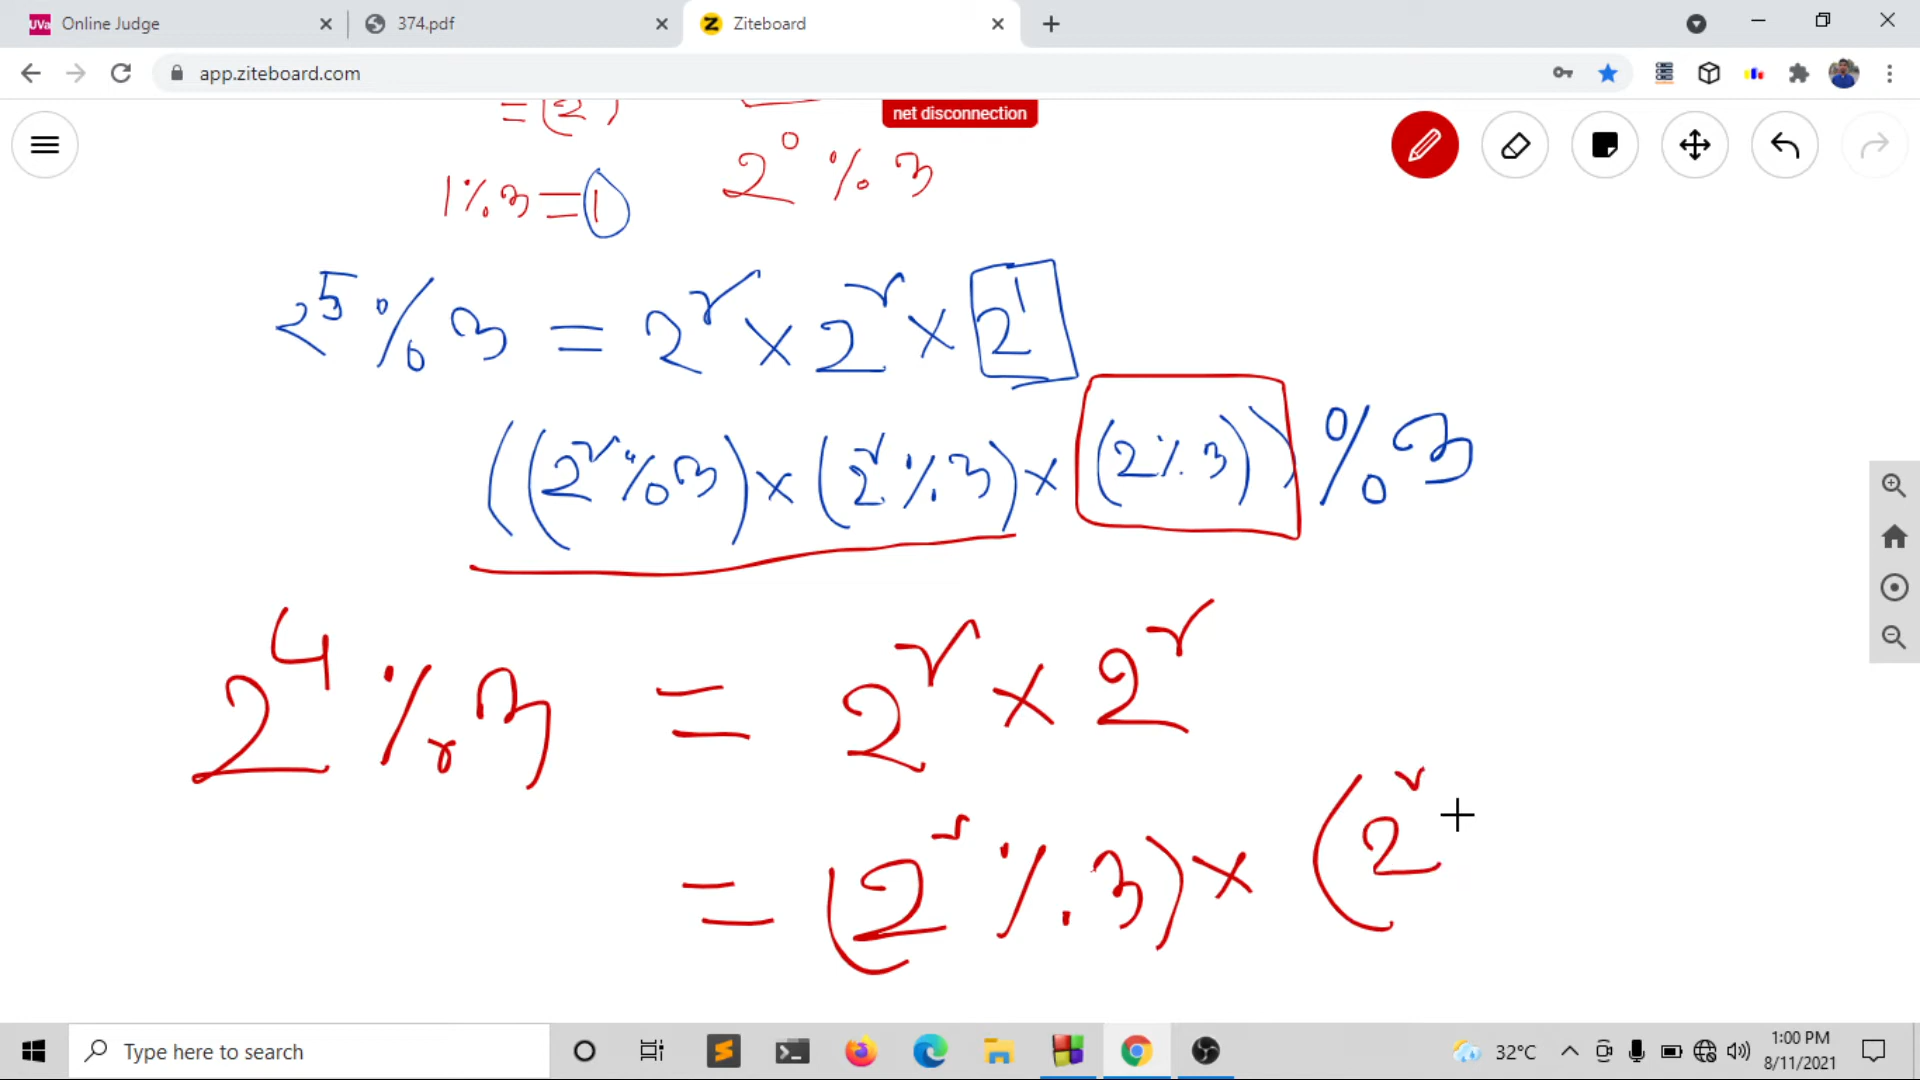 Online Judge
374.pdf
Ziteboard
app.ziteboard.com
net disconnection
= (2
2⁰ % 3
1 % 3 = 1
2⁵ % 3 = 2² × 2² × 2¹
((2² % 3) × (2² % 3) × (2 % 3)) % 3
2⁴ % 3 = 2² × 2²
= (2² % 3) × (2²
Type here to search
32°C
1:00 PM
8/11/2021